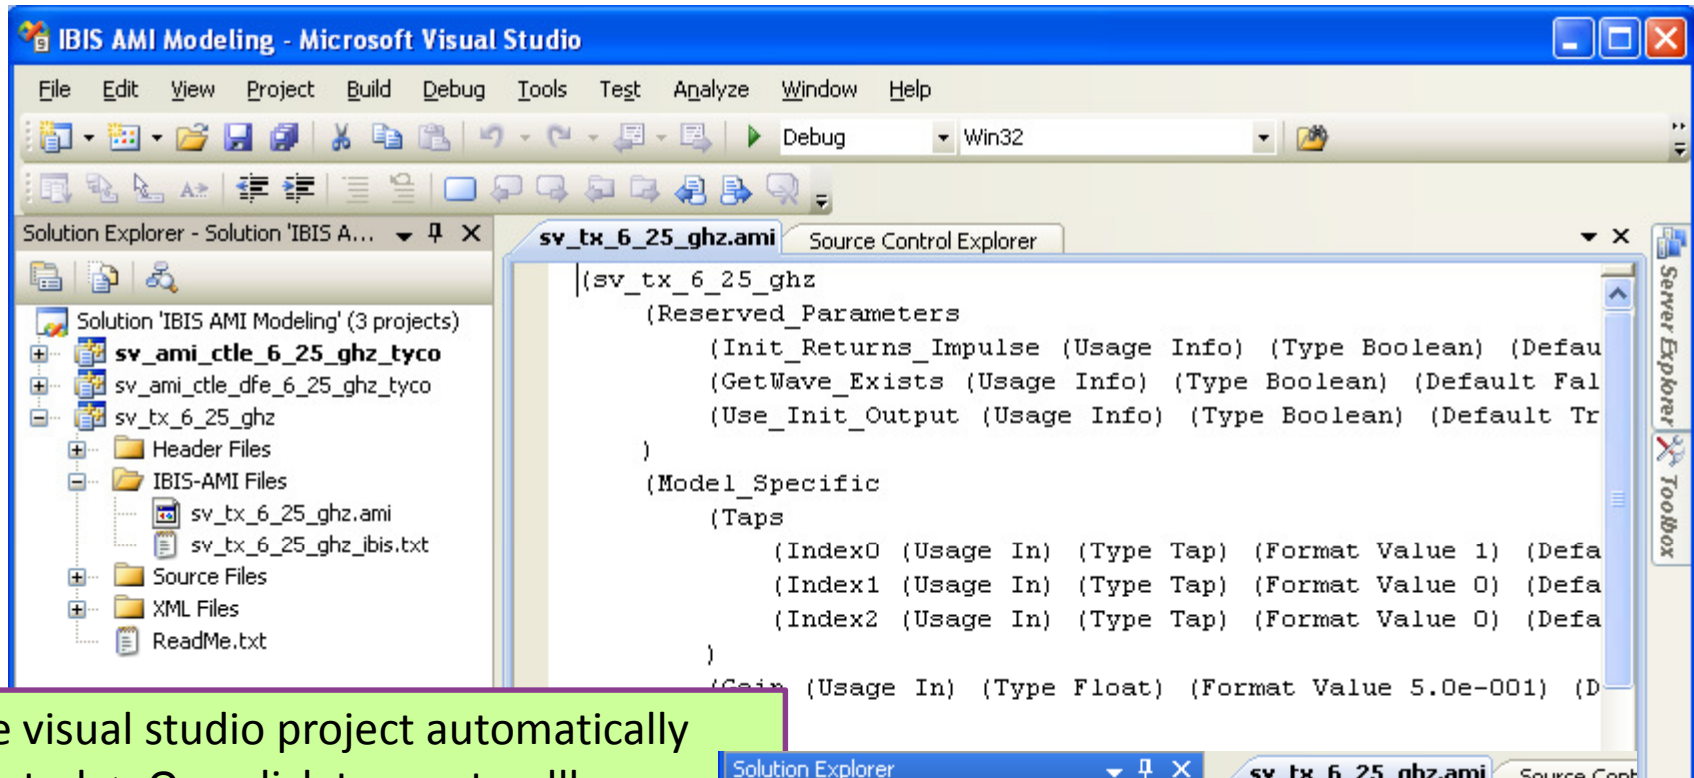 IBIS AMI Modeling - Microsoft Visual Studio
File Edit View Project Build Debug Tools Test Analyze Window Help
Debug Win32
Solution Explorer - Solution 'IBIS A...
Solution 'IBIS AMI Modeling' (3 projects)
sv_ami_ctle_6_25_ghz_tyco
sv_ami_ctle_dfe_6_25_ghz_tyco
sv_tx_6_25_ghz
Header Files
IBIS-AMI Files
sv_tx_6_25_ghz.ami
sv_tx_6_25_ghz_ibis.txt
Source Files
XML Files
ReadMe.txt
sv_tx_6_25_ghz.ami Source Control Explorer
(sv_tx_6_25_ghz
(Reserved_Parameters
(Init_Returns_Impulse (Usage Info) (Type Boolean) (Defau
(GetWave_Exists (Usage Info) (Type Boolean) (Default Fal
(Use_Init_Output (Usage Info) (Type Boolean) (Default Tr
)
(Model_Specific
(Taps
(Index0 (Usage In) (Type Tap) (Format Value 1) (Defa
(Index1 (Usage In) (Type Tap) (Format Value 0) (Defa
(Index2 (Usage In) (Type Tap) (Format Value 0) (Defa
)
(Gain (Usage In) (Type Float) (Format Value 5.0e-001) (D
Server Explorer
Toolbox
e visual studio project automatically
Solution Explorer
sv_tx_6_25_ghz.ami Source Cont